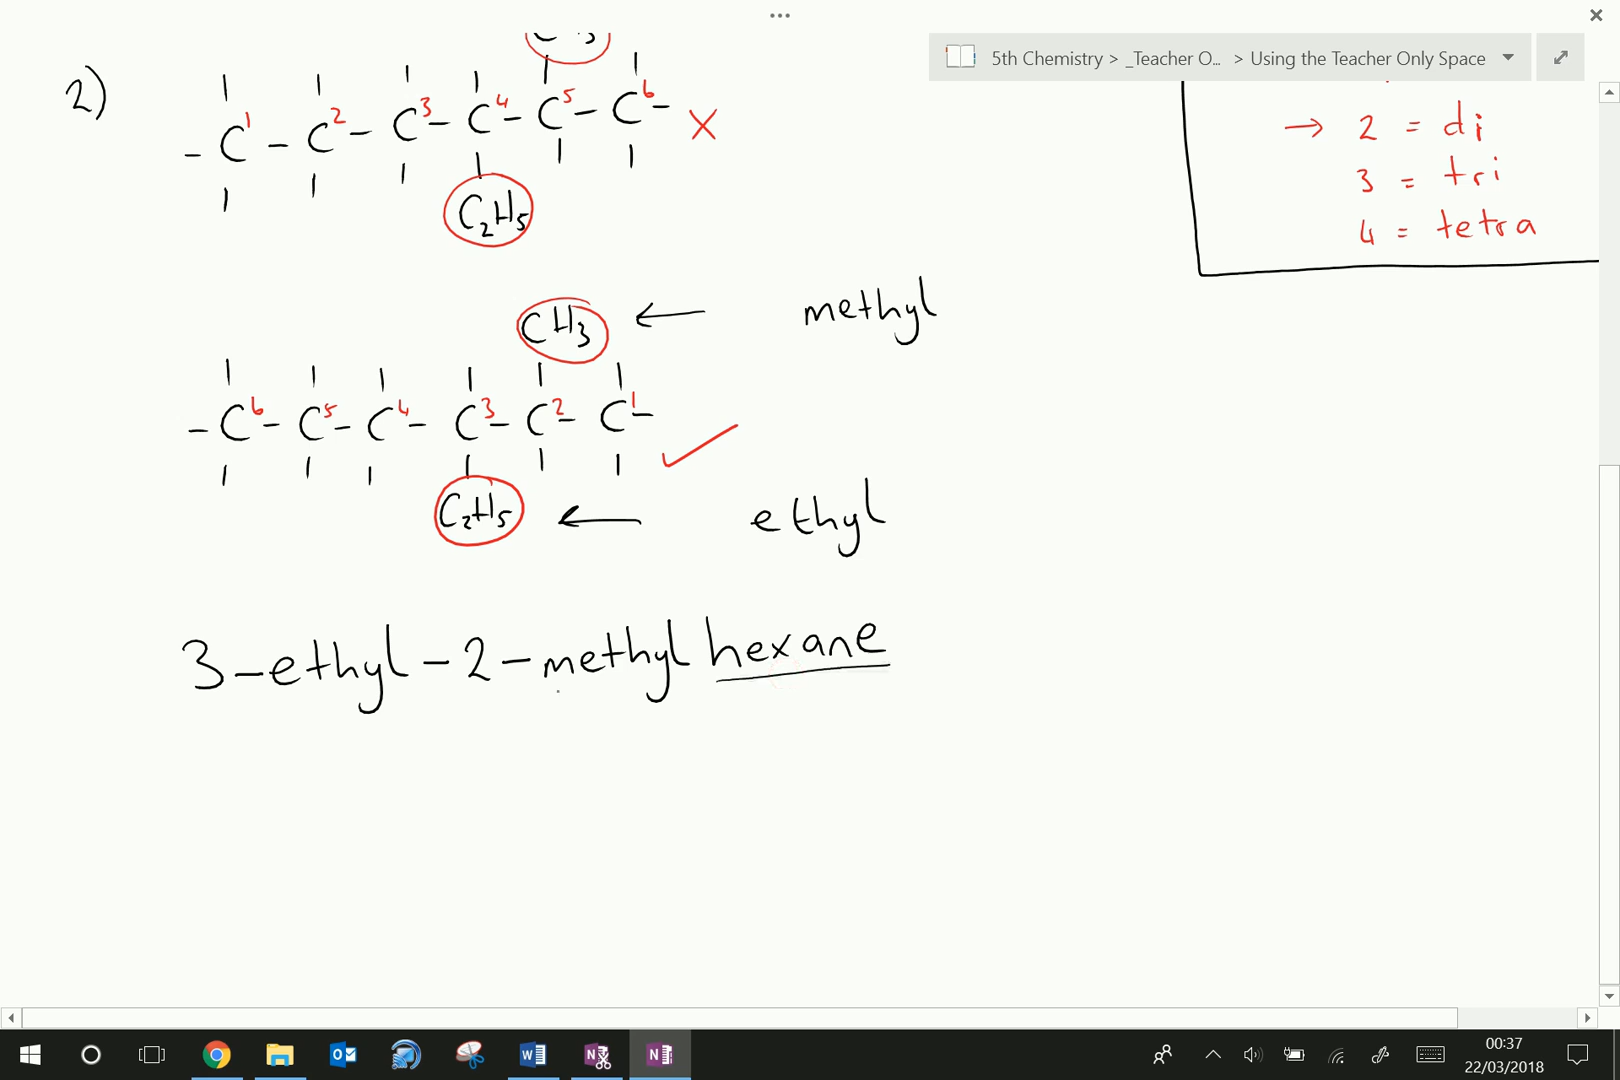 5th Chemistry > _Teacher O... > Using the Teacher Only Space
2)
C1 - C2 - C3 - C4 - C5 - C6 - X
C2H5
→ 2 = di
3 = tri
4 = tetra
CH3 ← methyl
- C6 - C5 - C4 - C3 - C2 - C1 -
C2H5 ← ethyl
3-ethyl-2-methyl hexane
00:37
22/03/2018